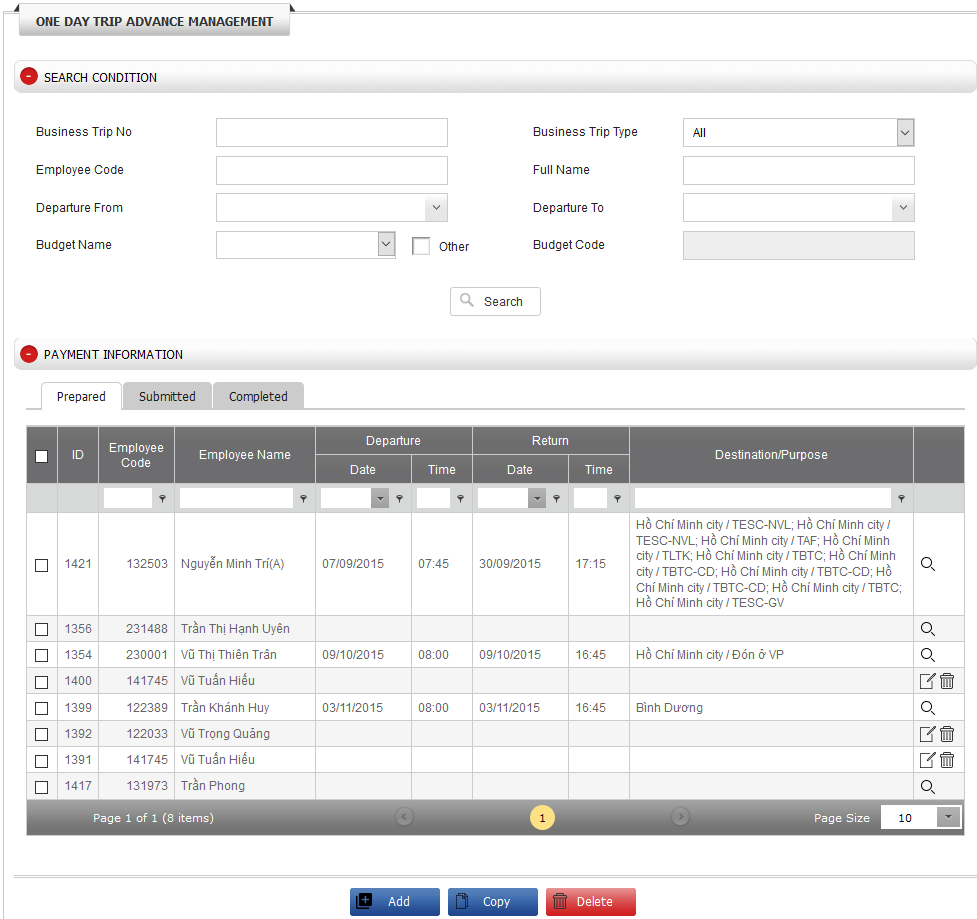 ONE DAY TRIP ADVANCE MANAGEMENT
SEARCH CONDITION
Business Trip No
Business Trip Type
All
Employee Code
Full Name
Departure From
Departure To
Budget Name
Other
Budget Code
Search
PAYMENT INFORMATION
Prepared Submitted Completed
ID Employee Code Employee Name Departure Return Destination/Purpose
Date Time Date Time
1421 132503 Nguyễn Minh Trí(A) 07/09/2015 07:45 30/09/2015 17:15
Hồ Chí Minh city / TESC-NVL; Hồ Chí Minh city /
TESC-NVL; Hồ Chí Minh city / TAF; Hồ Chí Minh
city / TLTK; Hồ Chí Minh city / TBTC; Hồ Chí Minh
city / TBTC-CD; Hồ Chí Minh city / TBTC-CD; Hồ
Chí Minh city / TBTC-CD; Hồ Chí Minh city / TBTC;
Hồ Chí Minh city / TESC-GV
1356 231488 Trần Thị Hạnh Uyên
1354 230001 Vũ Thị Thiên Trân 09/10/2015 08:00 09/10/2015 16:45 Hồ Chí Minh city / Đón ở VP
1400 141745 Vũ Tuấn Hiếu
1399 122389 Trần Khánh Huy 03/11/2015 08:00 03/11/2015 16:45 Bình Dương
1392 122033 Vũ Trọng Quảng
1391 141745 Vũ Tuấn Hiếu
1417 131973 Trần Phong
Page 1 of 1 (8 items) 1 Page Size 10
Add Copy Delete